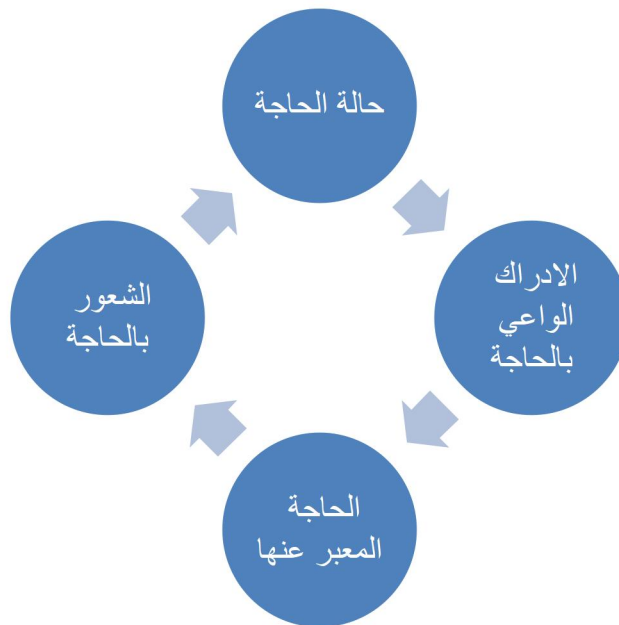 حالة الحاجة
الادراك
الواعي
بالحاجة
الحاجة
المعبر عنها
الشعور
بالحاجة